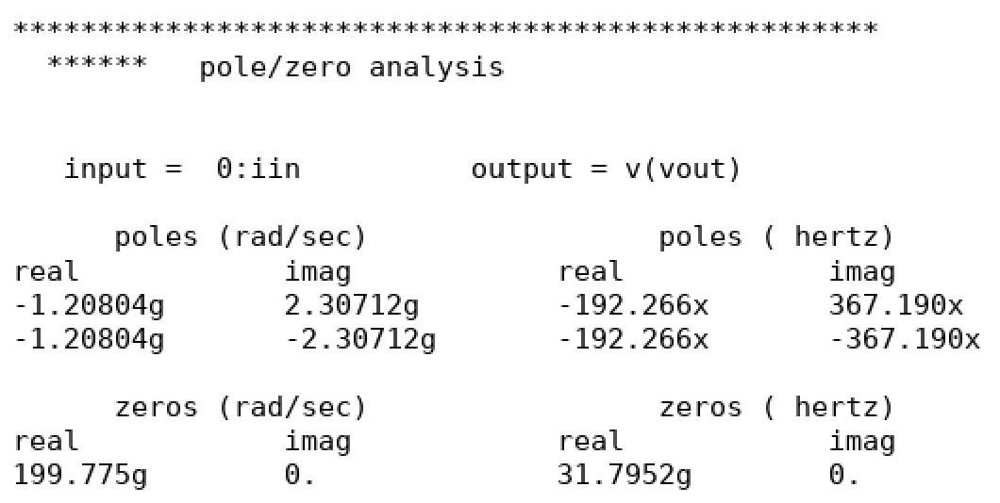 ***************************************************
****** pole/zero analysis
input = 0:iin output = v(vout)
poles (rad/sec) poles ( hertz)
real imag real imag
-1.20804g 2.30712g -192.266x 367.190x
-1.20804g -2.30712g -192.266x -367.190x
zeros (rad/sec) zeros ( hertz)
real imag real imag
199.775g 0. 31.7952g 0.